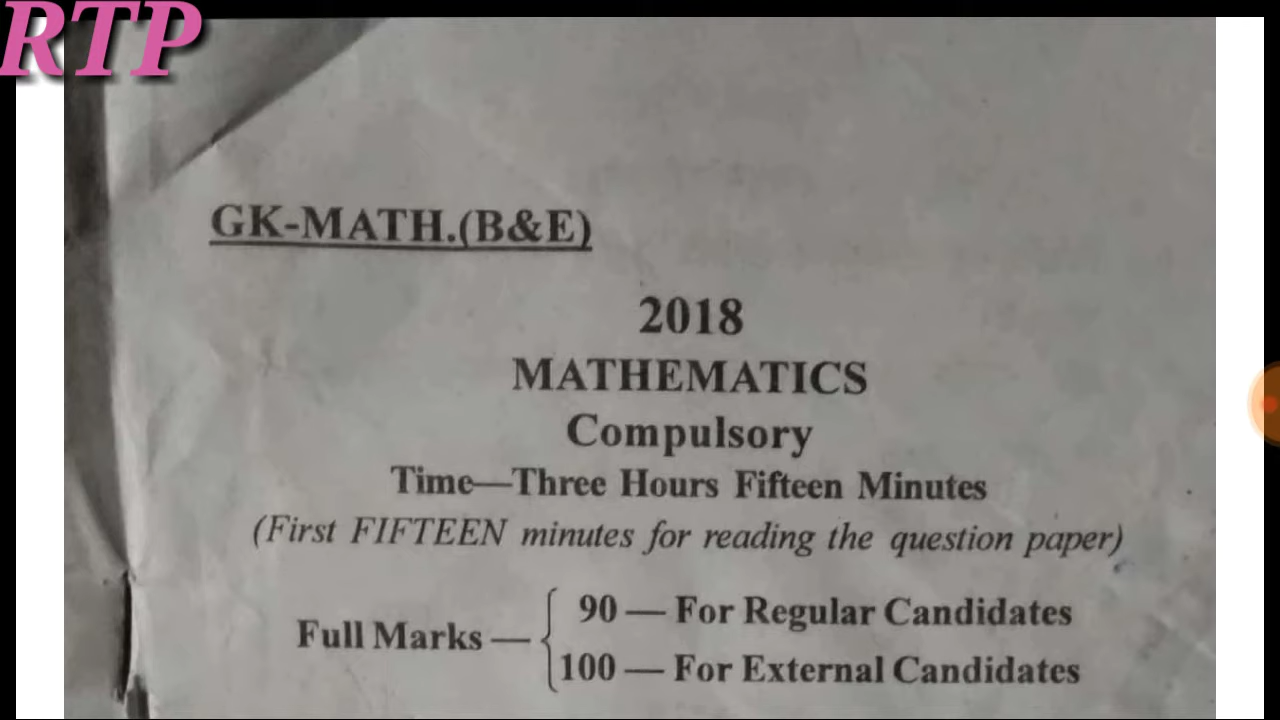 RTP
GK-MATH.(B&E)
2018
MATHEMATICS
Compulsory
Time—Three Hours Fifteen Minutes
(First FIFTEEN minutes for reading the question paper)
Full Marks — { 90 — For Regular Candidates
100 — For External Candidates